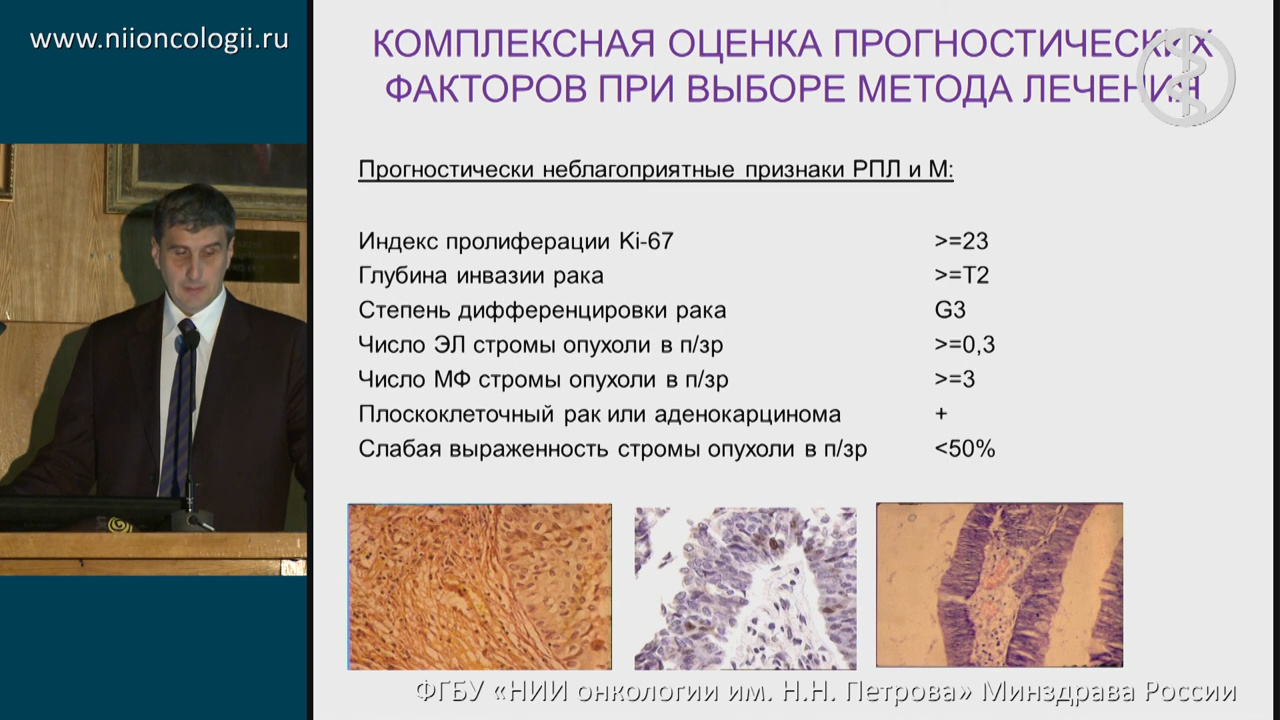 www.niioncologii.ru
КОМПЛЕКСНАЯ ОЦЕНКА ПРОГНОСТИЧЕСКИХ
ФАКТОРОВ ПРИ ВЫБОРЕ МЕТОДА ЛЕЧЕНИЯ
Прогностически неблагоприятные признаки РПЛ и М:
Индекс пролиферации Ki-67 >=23
Глубина инвазии рака >=T2
Степень дифференцировки рака G3
Число ЭЛ стромы опухоли в п/зр >=0,3
Число МФ стромы опухоли в п/зр >=3
Плоскоклеточный рак или аденокарцинома +
Слабая выраженность стромы опухоли в п/зр <50%
ФГБУ «НИИ онкологии им. Н.Н. Петрова» Минздрава России